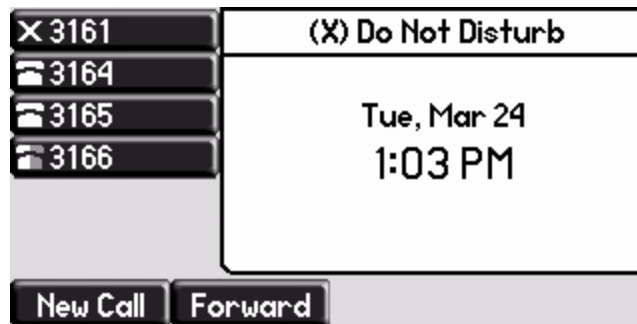 3161
3164
3165
3166
(X) Do Not Disturb
Tue, Mar 24
1:03 PM
New Call
Forward